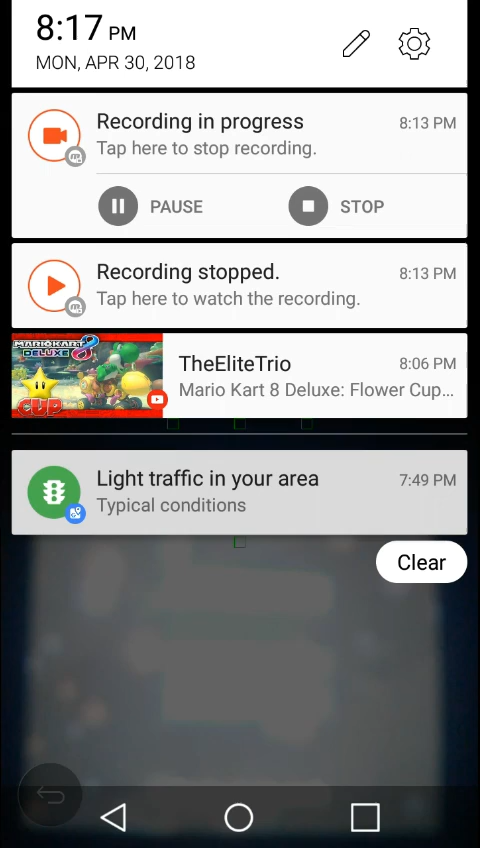 8:17 PM
MON, APR 30, 2018
Recording in progress
8:13 PM
Tap here to stop recording.
PAUSE
STOP
Recording stopped.
8:13 PM
Tap here to watch the recording.
MARIOKART 8
DELUXE
CUP
TheEliteTrio
8:06 PM
Mario Kart 8 Deluxe: Flower Cup...
Light traffic in your area
7:49 PM
Typical conditions
Clear